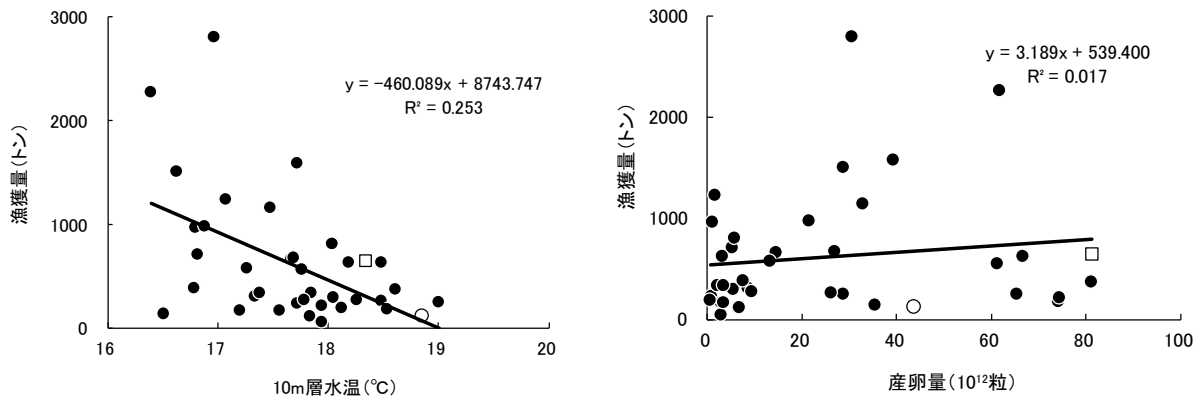 3000
2000
1000
0
16
17
18
19
20
漁獲量(トン)
10m層水温(℃)
y = −460.089x + 8743.747
R² = 0.253
3000
2000
1000
0
0
20
40
60
80
100
漁獲量(トン)
産卵量(10¹²粒)
y = 3.189x + 539.400
R² = 0.017